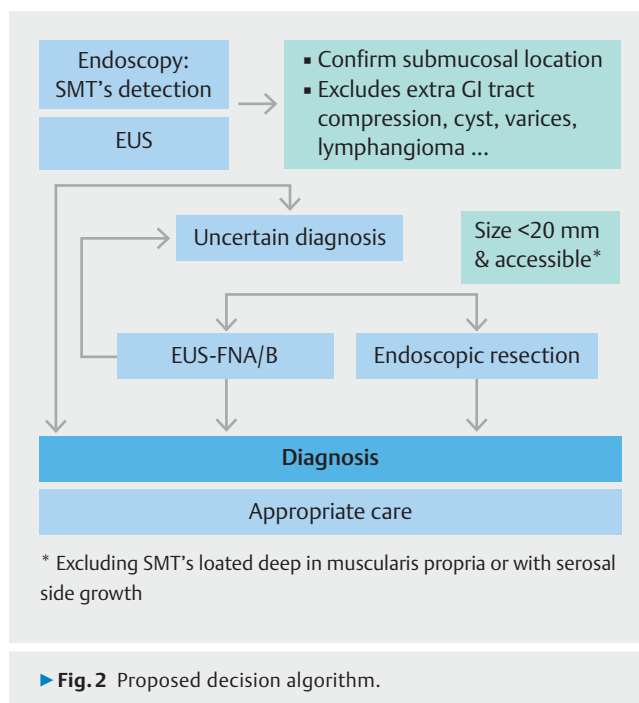 Endoscopy:
SMT's detection
EUS
▪ Confirm submucosal location
▪ Excludes extra GI tract
compression, cyst, varices,
lymphangioma ...
Uncertain diagnosis
Size <20 mm
& accessible*
EUS-FNA/B
Endoscopic resection
Diagnosis
Appropriate care
* Excluding SMT's loated deep in muscularis propria or with serosal
side growth
▶ Fig. 2 Proposed decision algorithm.